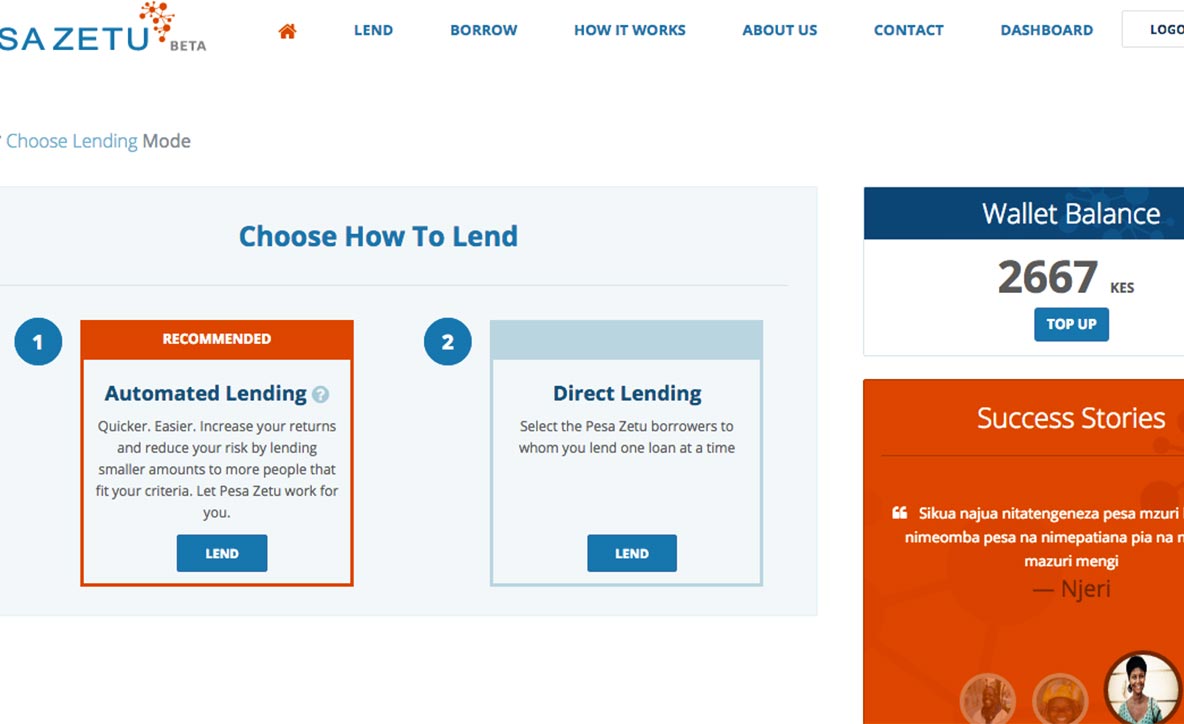 SA ZETU BETA
LEND
BORROW
HOW IT WORKS
ABOUT US
CONTACT
DASHBOARD
LOGO
Choose Lending Mode
Choose How To Lend
1
RECOMMENDED
Automated Lending ?
Quicker. Easier. Increase your returns
and reduce your risk by lending
smaller amounts to more people that
fit your criteria. Let Pesa Zetu work for
you.
LEND
2
Direct Lending
Select the Pesa Zetu borrowers to
whom you lend one loan at a time
LEND
Wallet Balance
2667 KES
TOP UP
Success Stories
“ Sikua najua nitatengeneza pesa mzuri
nimeomba pesa na nimepatiana pia na
mazuri mengi
— Njeri